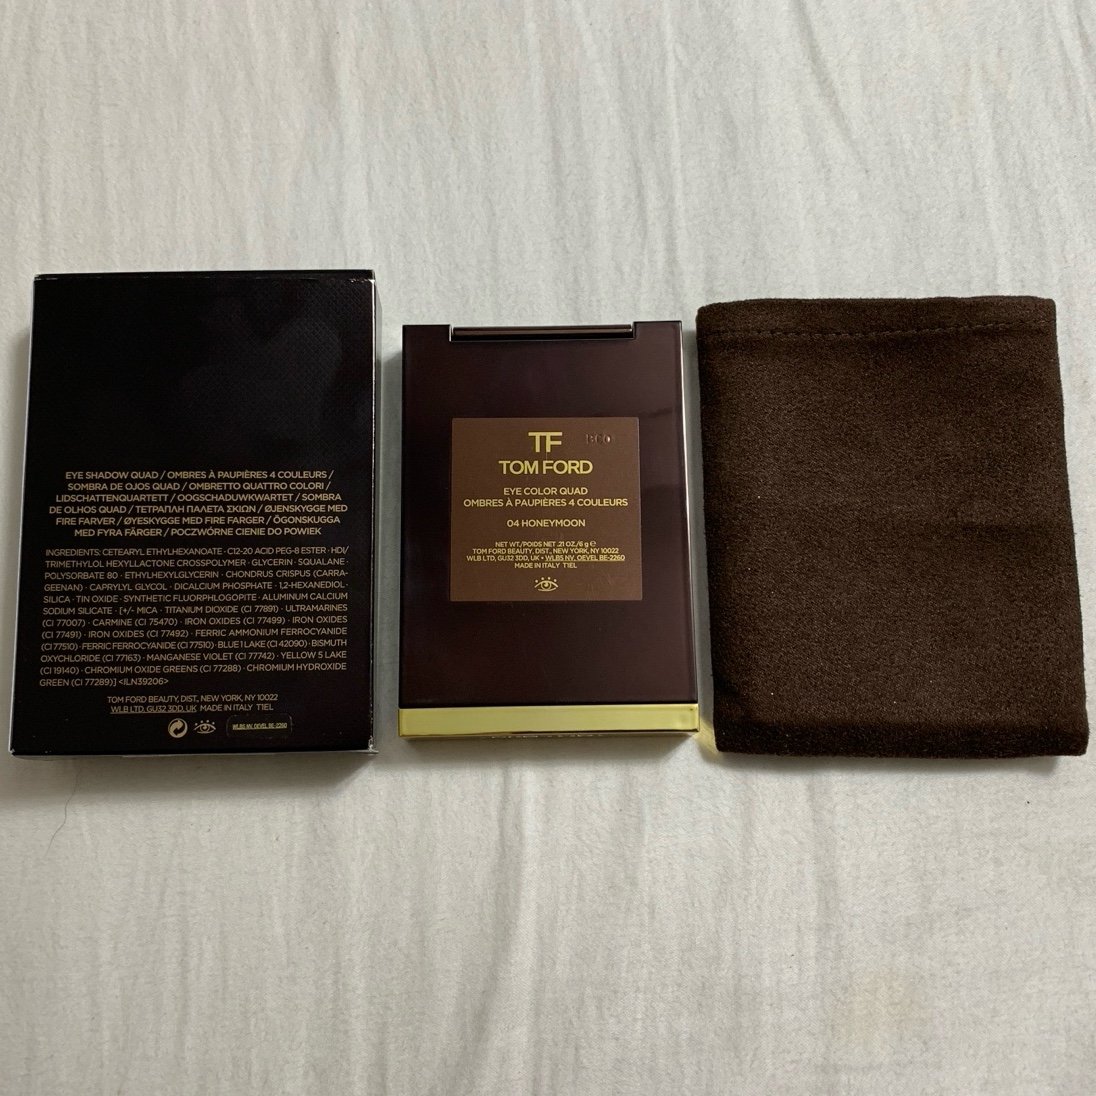 EYE SHADOW QUAD / OMBRES À PAUPIÈRES 4 COULEURS /
SOMBRA DE OJOS QUAD / OMBRETTO QUATTRO COLORI /
LIDSCHATTENQUARTETT / OOGSCHADUWKWARTET / SOMBRA
DE OLHOS QUAD / ΤΕΤΡΑΠΛΗ ΠΑΛΕΤΑ ΣΚΙΩΝ / ØJENSKYGGE MED
FIRE FARVER / ØYESKYGGE MED FIRE FARGER / ÖGONSKUGGA
MED FYRA FÄRGER / POCZWÓRNE CIENIE DO POWIEK
INGREDIENTS: CETEARYL ETHYLHEXANOATE · C12-20 ACID PEG-8 ESTER · HDI/
TRIMETHYLOL HEXYLLACTONE CROSSPOLYMER · GLYCERIN · SQUALANE ·
POLYSORBATE 80 · ETHYLHEXYLGLYCERIN · CHONDRUS CRISPUS (CARRA-
GEENAN) · CAPRYLYL GLYCOL · DICALCIUM PHOSPHATE · 1,2-HEXANEDIOL ·
SILICA · TIN OXIDE · SYNTHETIC FLUORPHLOGOPITE · ALUMINUM CALCIUM
SODIUM SILICATE · [+/- MICA · TITANIUM DIOXIDE (CI 77891) · ULTRAMARINES
(CI 77007) · CARMINE (CI 75470) · IRON OXIDES (CI 77499) · IRON OXIDES
(CI 77491) · IRON OXIDES (CI 77492) · FERRIC AMMONIUM FERROCYANIDE
(CI 77510) · FERRIC FERROCYANIDE (CI 77510) · BLUE 1 LAKE (CI 42090) · BISMUTH
OXYCHLORIDE (CI 77163) · MANGANESE VIOLET (CI 77742) · YELLOW 5 LAKE
(CI 19140) · CHROMIUM OXIDE GREENS (CI 77288) · CHROMIUM HYDROXIDE
GREEN (CI 77289)] <ILN39206>
TOM FORD BEAUTY, DIST., NEW YORK, NY 10022
WLB LTD, GU32 3DD, UK MADE IN ITALY T1EL
WLBS NV, OEVEL BE-2260
TF
BC0
TOM FORD
EYE COLOR QUAD
OMBRES À PAUPIÈRES 4 COULEURS
04 HONEYMOON
NET WT./POIDS NET .21 OZ./6 g ℮
TOM FORD BEAUTY, DIST., NEW YORK, NY 10022
WLB LTD, GU32 3DD, UK · WLBS NV, OEVEL BE-2260
MADE IN ITALY T1EL